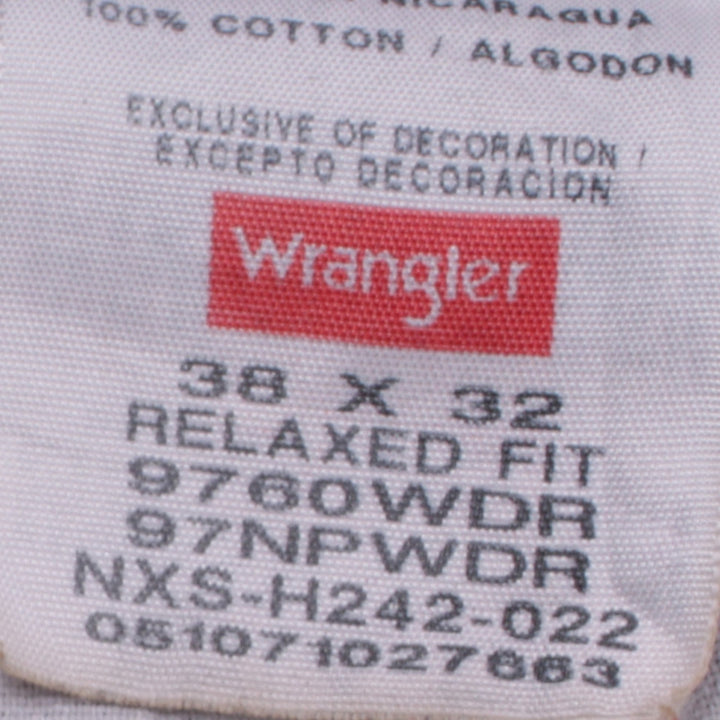 NICARAGUA
100% COTTON / ALGODON
EXCLUSIVE OF DECORATION /
EXCEPTO DECORACION
Wrangler
38 X 32
RELAXED FIT
9760WDR
97NPWDR
NXS-H242-022
051071027663